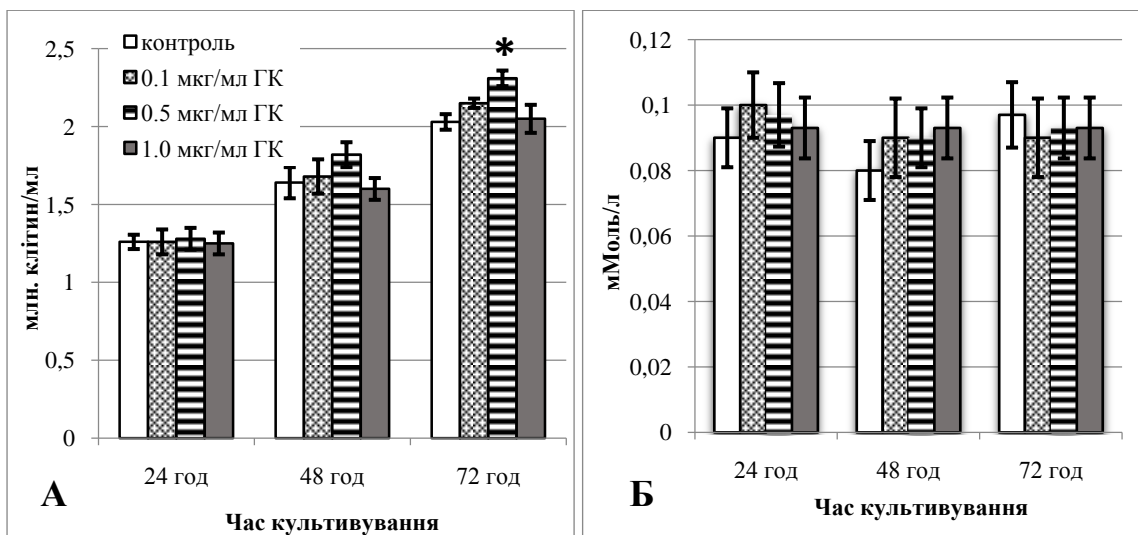 2,5
2
1,5
1
0,5
0
млн. клітин/мл
контроль
0.1 мкг/мл ГК
0.5 мкг/мл ГК
1.0 мкг/мл ГК
*
24 год 48 год 72 год
Час культивування
А
0,12
0,1
0,08
0,06
0,04
0,02
0
мМоль/л
24 год 48 год 72 год
Час культивування
Б